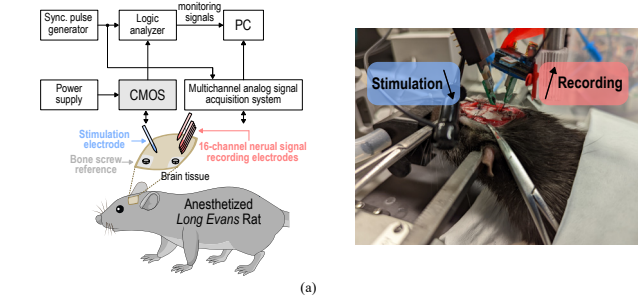 Sync. pulse
generator
Logic
analyzer
monitoring
signals
PC
Power
supply
CMOS
Multichannel analog signal
acquisition system
Stimulation
electrode
16-channel nerual signal
recording electrodes
Bone screw
reference
Brain tissue
Anesthetized
Long Evans Rat
Stimulation
Recording
(a)